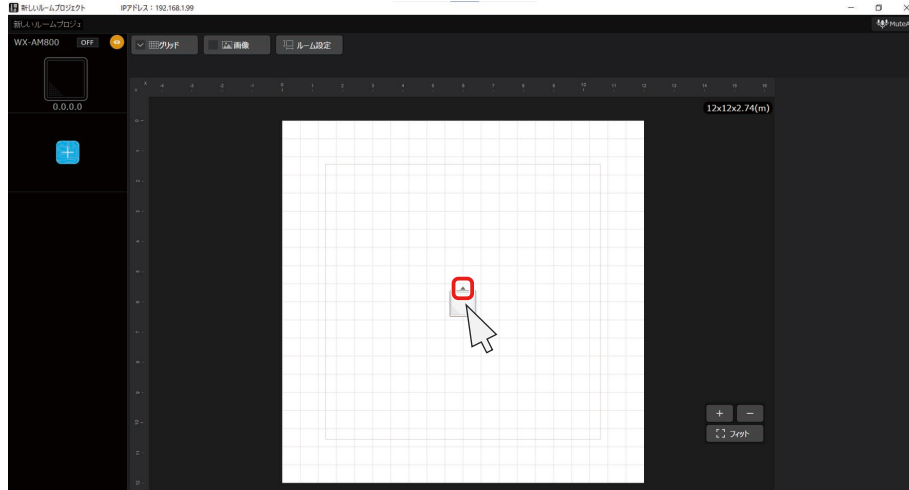 新しいルームプロジェクト IPアドレス：192.168.1.99
新しいルームプロジェ MuteA
WX-AM800 OFF グリッド 画像 ルーム設定
0.0.0.0
12x12x2.74(m)
+ −
フィット